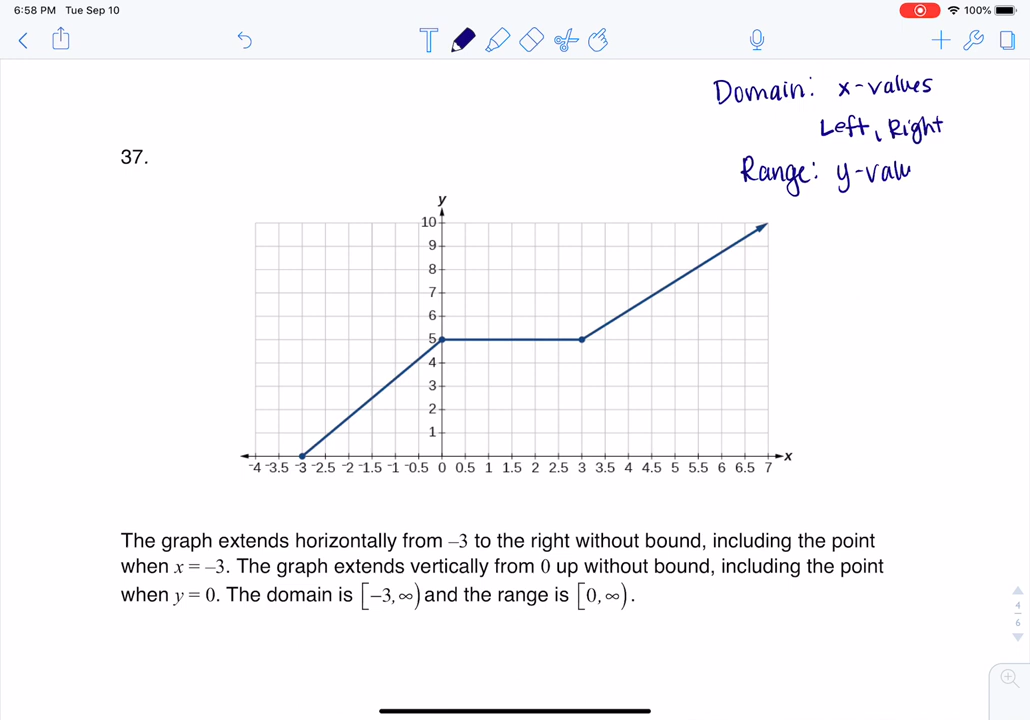 6:58 PM Tue Sep 10 100%
T
Domain: x-values
Left, Right
37.
Range: y-valu
y
10
9
8
7
6
5
4
3
2
1
-4 -3.5 -3 -2.5 -2 -1.5 -1 -0.5 0 0.5 1 1.5 2 2.5 3 3.5 4 4.5 5 5.5 6 6.5 7 x
The graph extends horizontally from –3 to the right without bound, including the point
when x = –3. The graph extends vertically from 0 up without bound, including the point
when y = 0. The domain is [–3, ∞) and the range is [0, ∞).
4
6